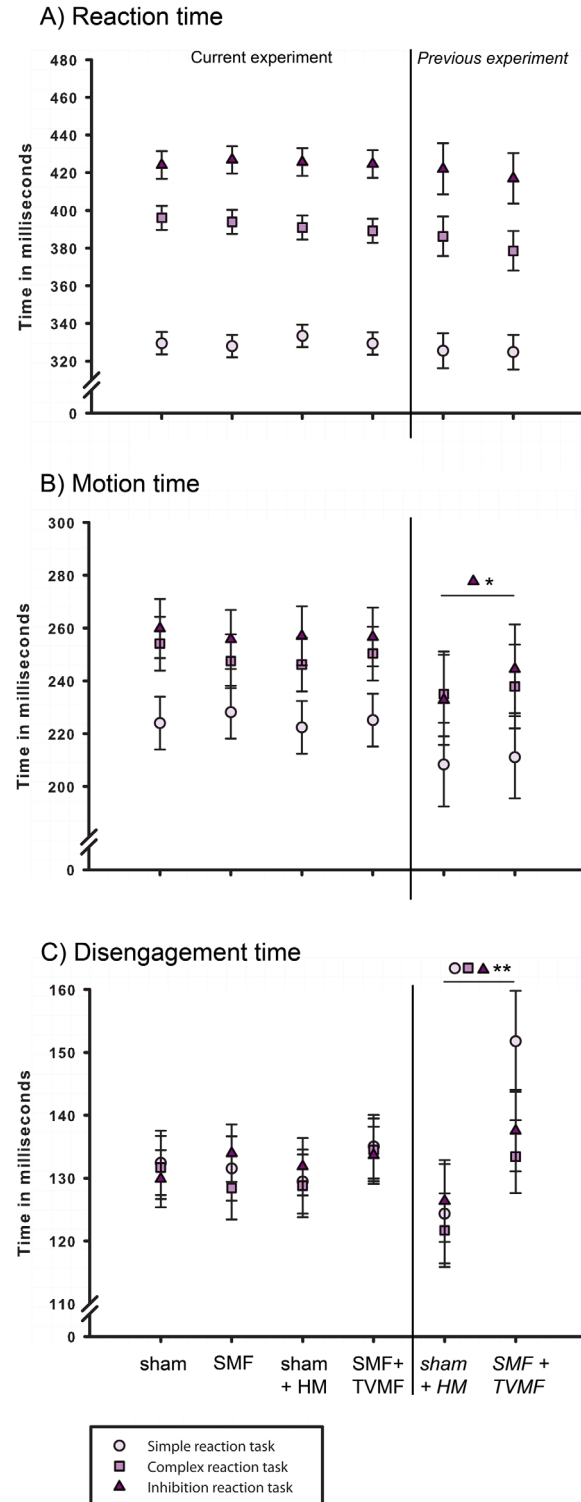 A) Reaction time
Current experiment
Previous experiment
Time in milliseconds
480
460
440
420
400
380
360
340
320
0
B) Motion time
Time in milliseconds
300
280
260
240
220
200
0
*
C) Disengagement time
Time in milliseconds
160
150
140
130
120
110
0
**
sham
SMF
sham
+ HM
SMF+
TVMF
sham
+ HM
SMF +
TVMF
Simple reaction task
Complex reaction task
Inhibition reaction task